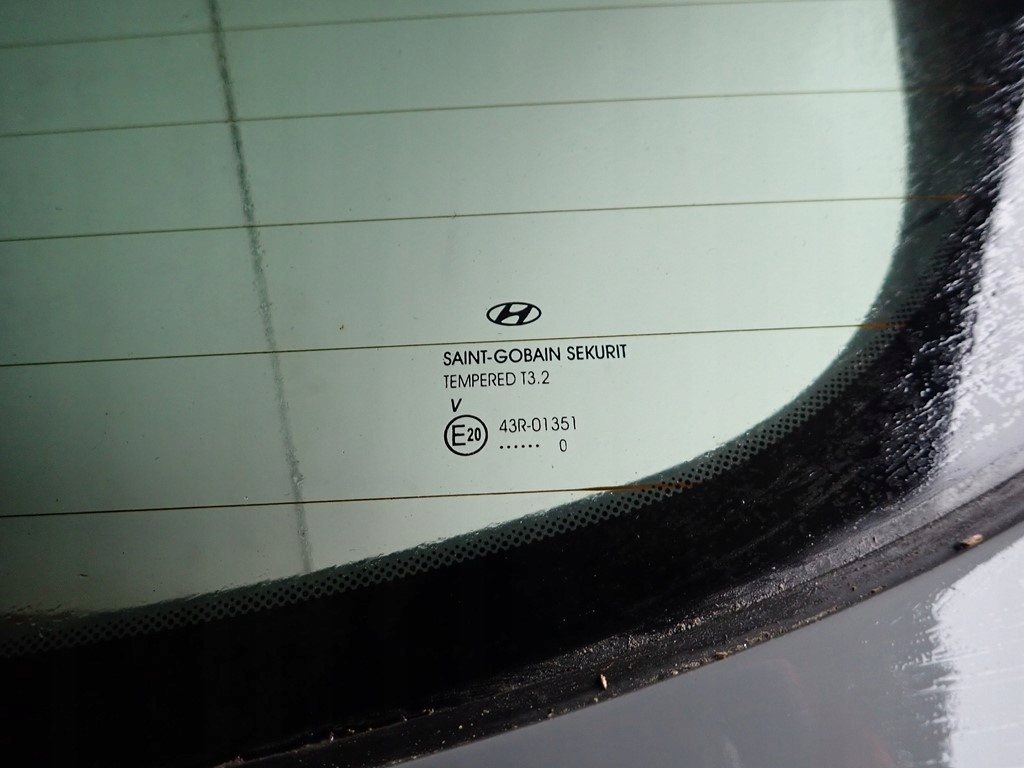 SAINT-GOBAIN SEKURIT
TEMPERED T3.2
V
E20 43R-01351
...... 0